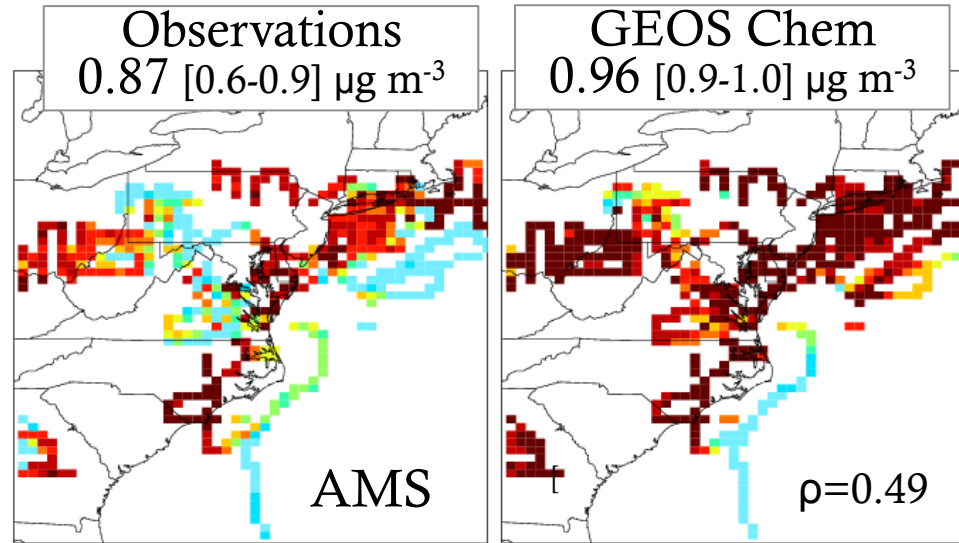 Observations
0.87 [0.6-0.9] µg m⁻³
GEOS Chem
0.96 [0.9-1.0] µg m⁻³
AMS
[
ρ=0.49